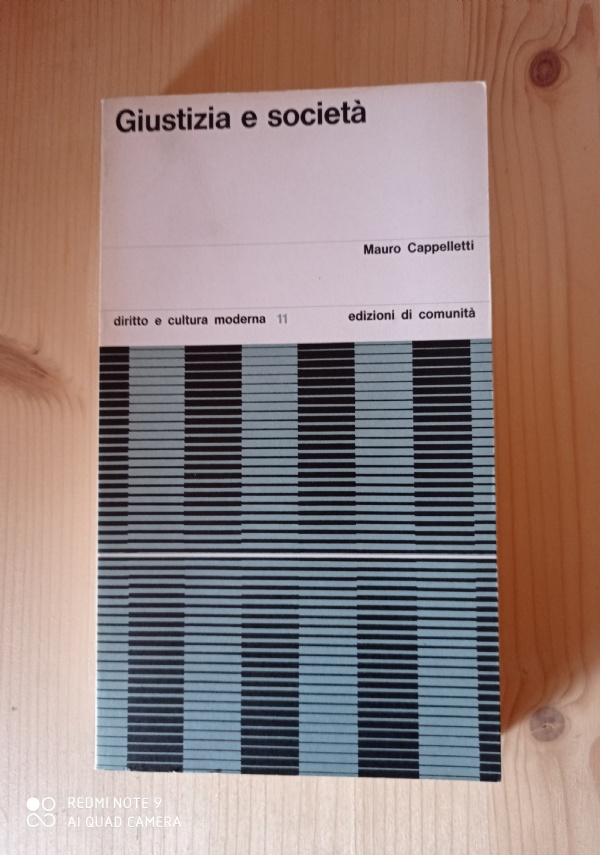 Giustizia e società
Mauro Cappelletti
diritto e cultura moderna 11
edizioni di comunità
REDMI NOTE 9
AI QUAD CAMERA